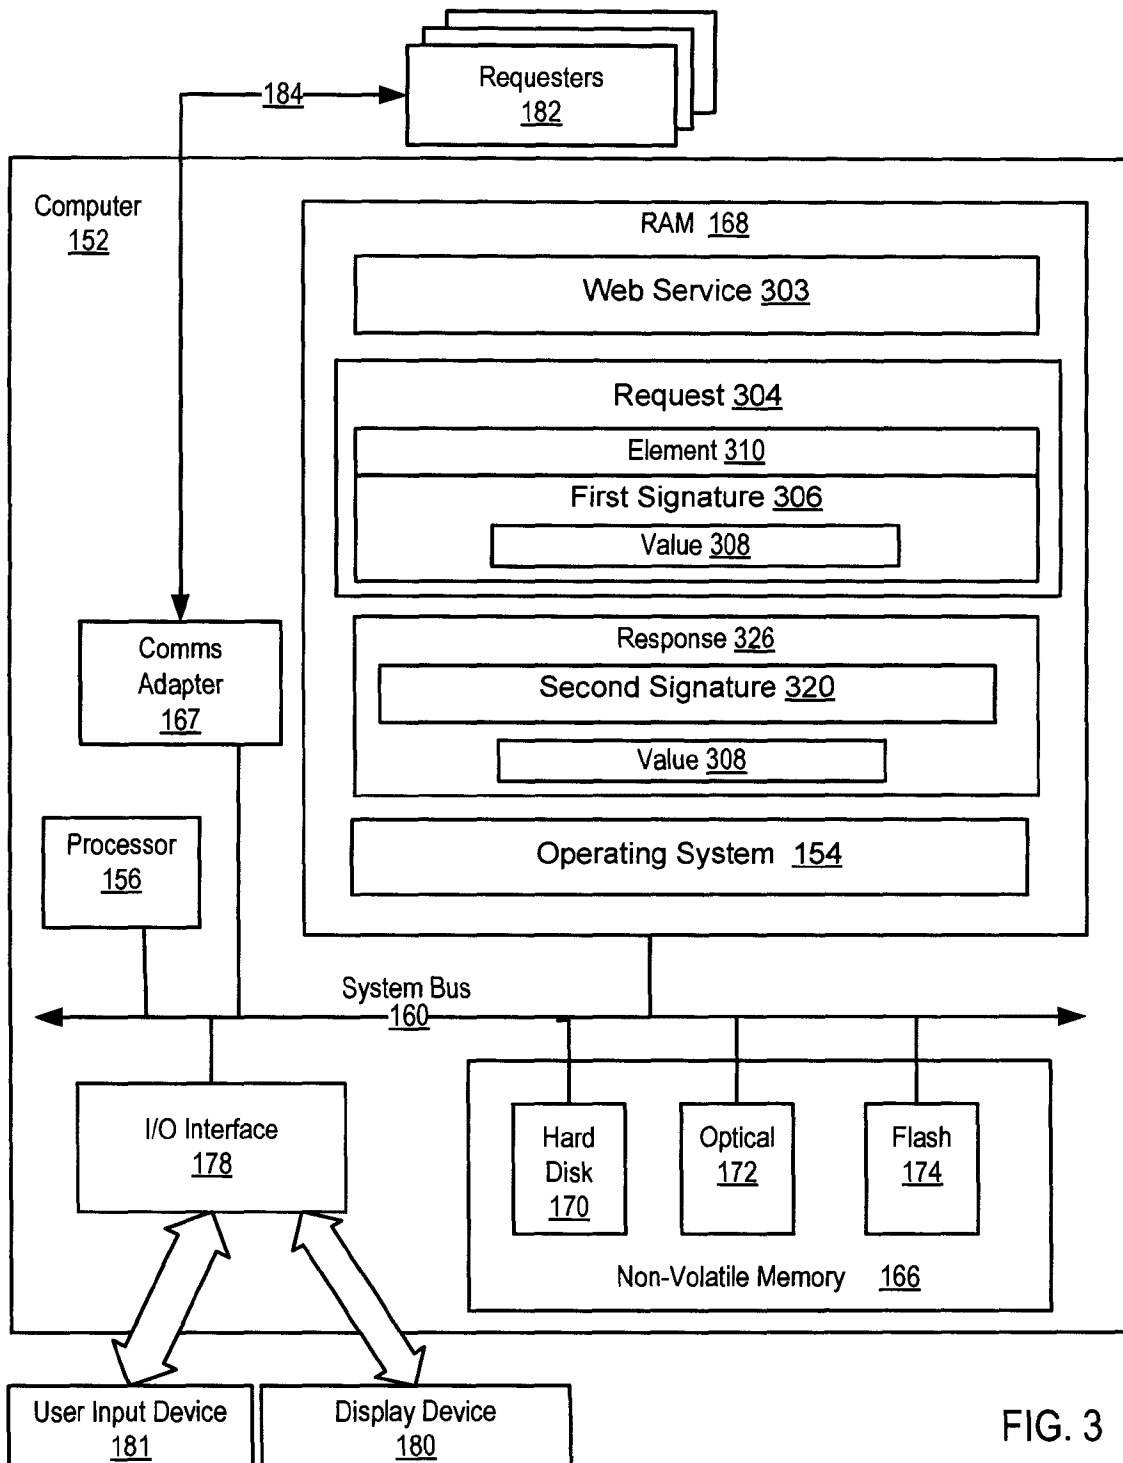 Requesters
182
184
Computer
152
RAM 168
Web Service 303
Request 304
Element 310
First Signature 306
Value 308
Response 326
Second Signature 320
Value 308
Operating System 154
Comms
Adapter
167
Processor
156
System Bus
160
I/O Interface
178
Hard
Disk
170
Optical
172
Flash
174
Non-Volatile Memory 166
User Input Device
181
Display Device
180
FIG. 3